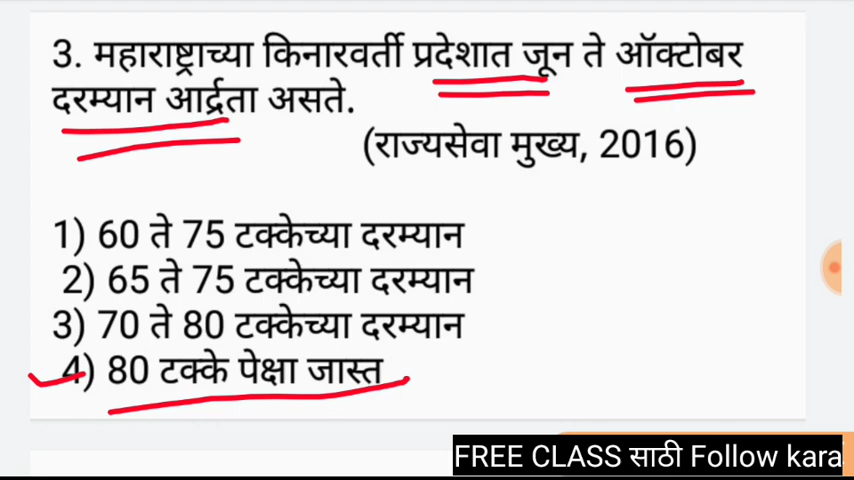 3. महाराष्ट्राच्या किनारवर्ती प्रदेशात जून ते ऑक्टोबर
दरम्यान आर्द्रता असते.
(राज्यसेवा मुख्य, 2016)
1) 60 ते 75 टक्केच्या दरम्यान
2) 65 ते 75 टक्केच्या दरम्यान
3) 70 ते 80 टक्केच्या दरम्यान
4) 80 टक्के पेक्षा जास्त
FREE CLASS साठी Follow kara